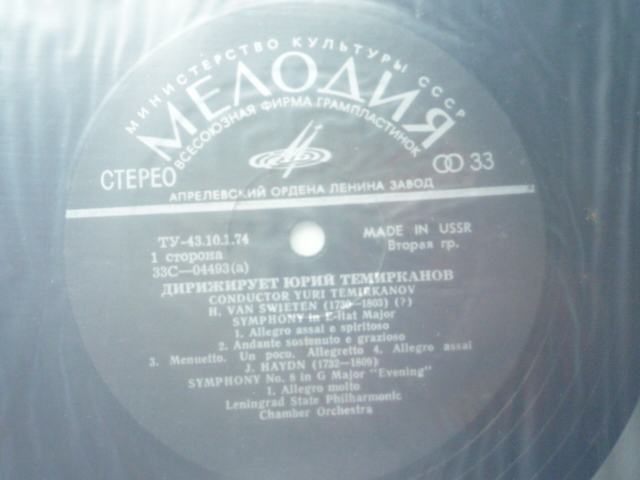 МИНИСТЕРСТВО КУЛЬТУРЫ СССР
МЕЛОДИЯ
ВСЕСОЮЗНАЯ ФИРМА ГРАМПЛАСТИНОК
СТЕРЕО
33
АПРЕЛЕВСКИЙ ОРДЕНА ЛЕНИНА ЗАВОД
ТУ-43.10.1.74
MADE IN USSR
1 сторона
Вторая гр.
33С—04493(а)
ДИРИЖИРУЕТ ЮРИЙ ТЕМИРКАНОВ
CONDUCTOR YURI TEMIRKANOV
H. VAN SWIETEN (1730—1803) (?)
SYMPHONY in E-flat Major
1. Allegro assai e spiritoso
2. Andante sostenuto e grazioso
3. Menuetto. Un poco. Allegretto 4. Allegro assai
J. HAYDN (1732—1809)
SYMPHONY No. 8 in G Major "Evening"
1. Allegro molto
Leningrad State Philharmonic
Chamber Orchestra